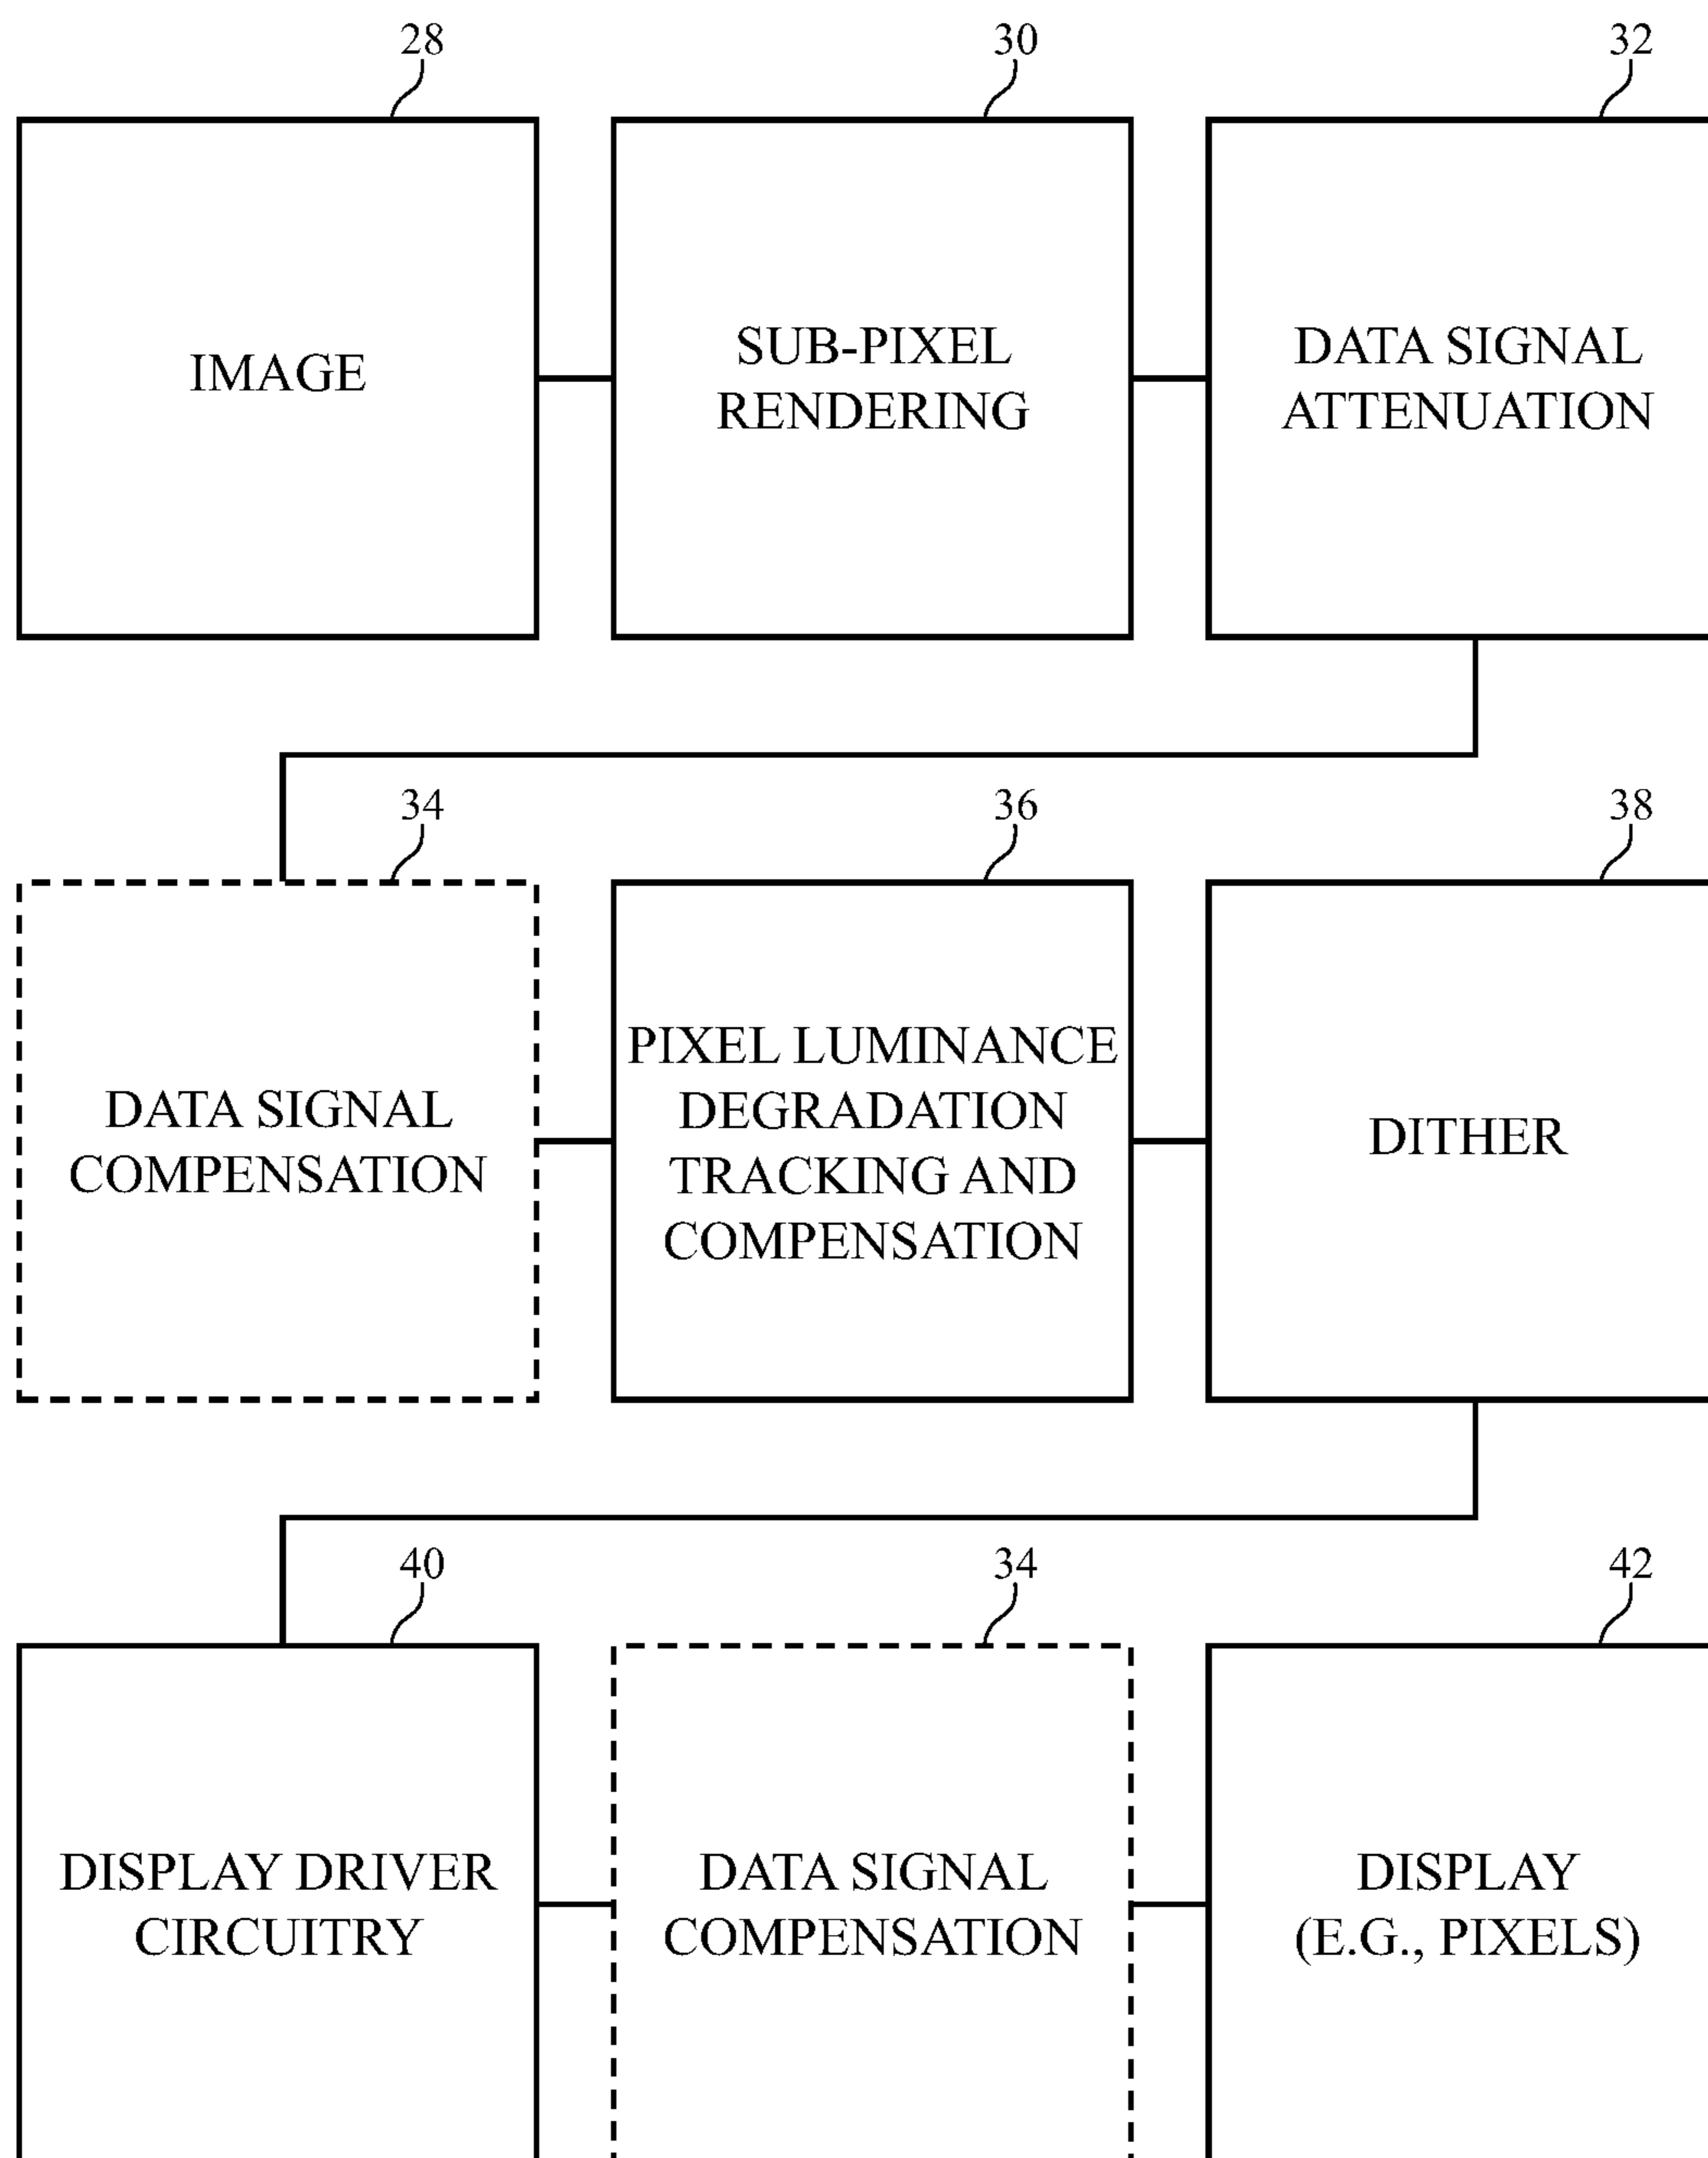 28
30
32
IMAGE
SUB-PIXEL
RENDERING
DATA SIGNAL
ATTENUATION
34
36
38
DATA SIGNAL
COMPENSATION
PIXEL LUMINANCE
DEGRADATION
TRACKING AND
COMPENSATION
DITHER
40
34
42
DISPLAY DRIVER
CIRCUITRY
DATA SIGNAL
COMPENSATION
DISPLAY
(E.G., PIXELS)